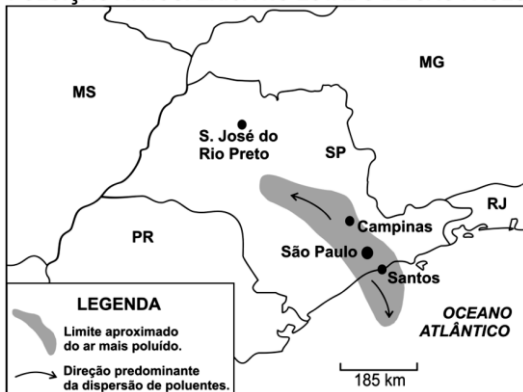 MS
MG
S. José do
Rio Preto
SP
RJ
Campinas
PR
São Paulo
Santos
LEGENDA
Limite aproximado
do ar mais poluído.
Direção predominante
da dispersão de poluentes.
OCEANO
ATLÂNTICO
185 km